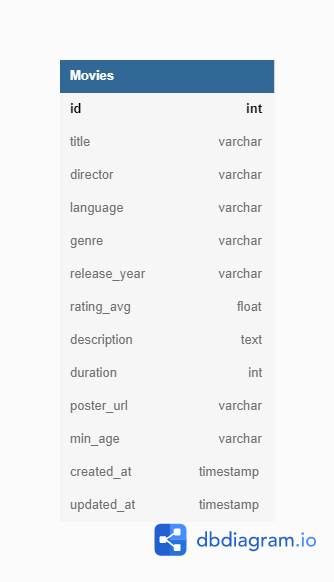 Movies
id int
title varchar
director varchar
language varchar
genre varchar
release_year varchar
rating_avg float
description text
duration int
poster_url varchar
min_age varchar
created_at timestamp
updated_at timestamp
dbdiagram.io